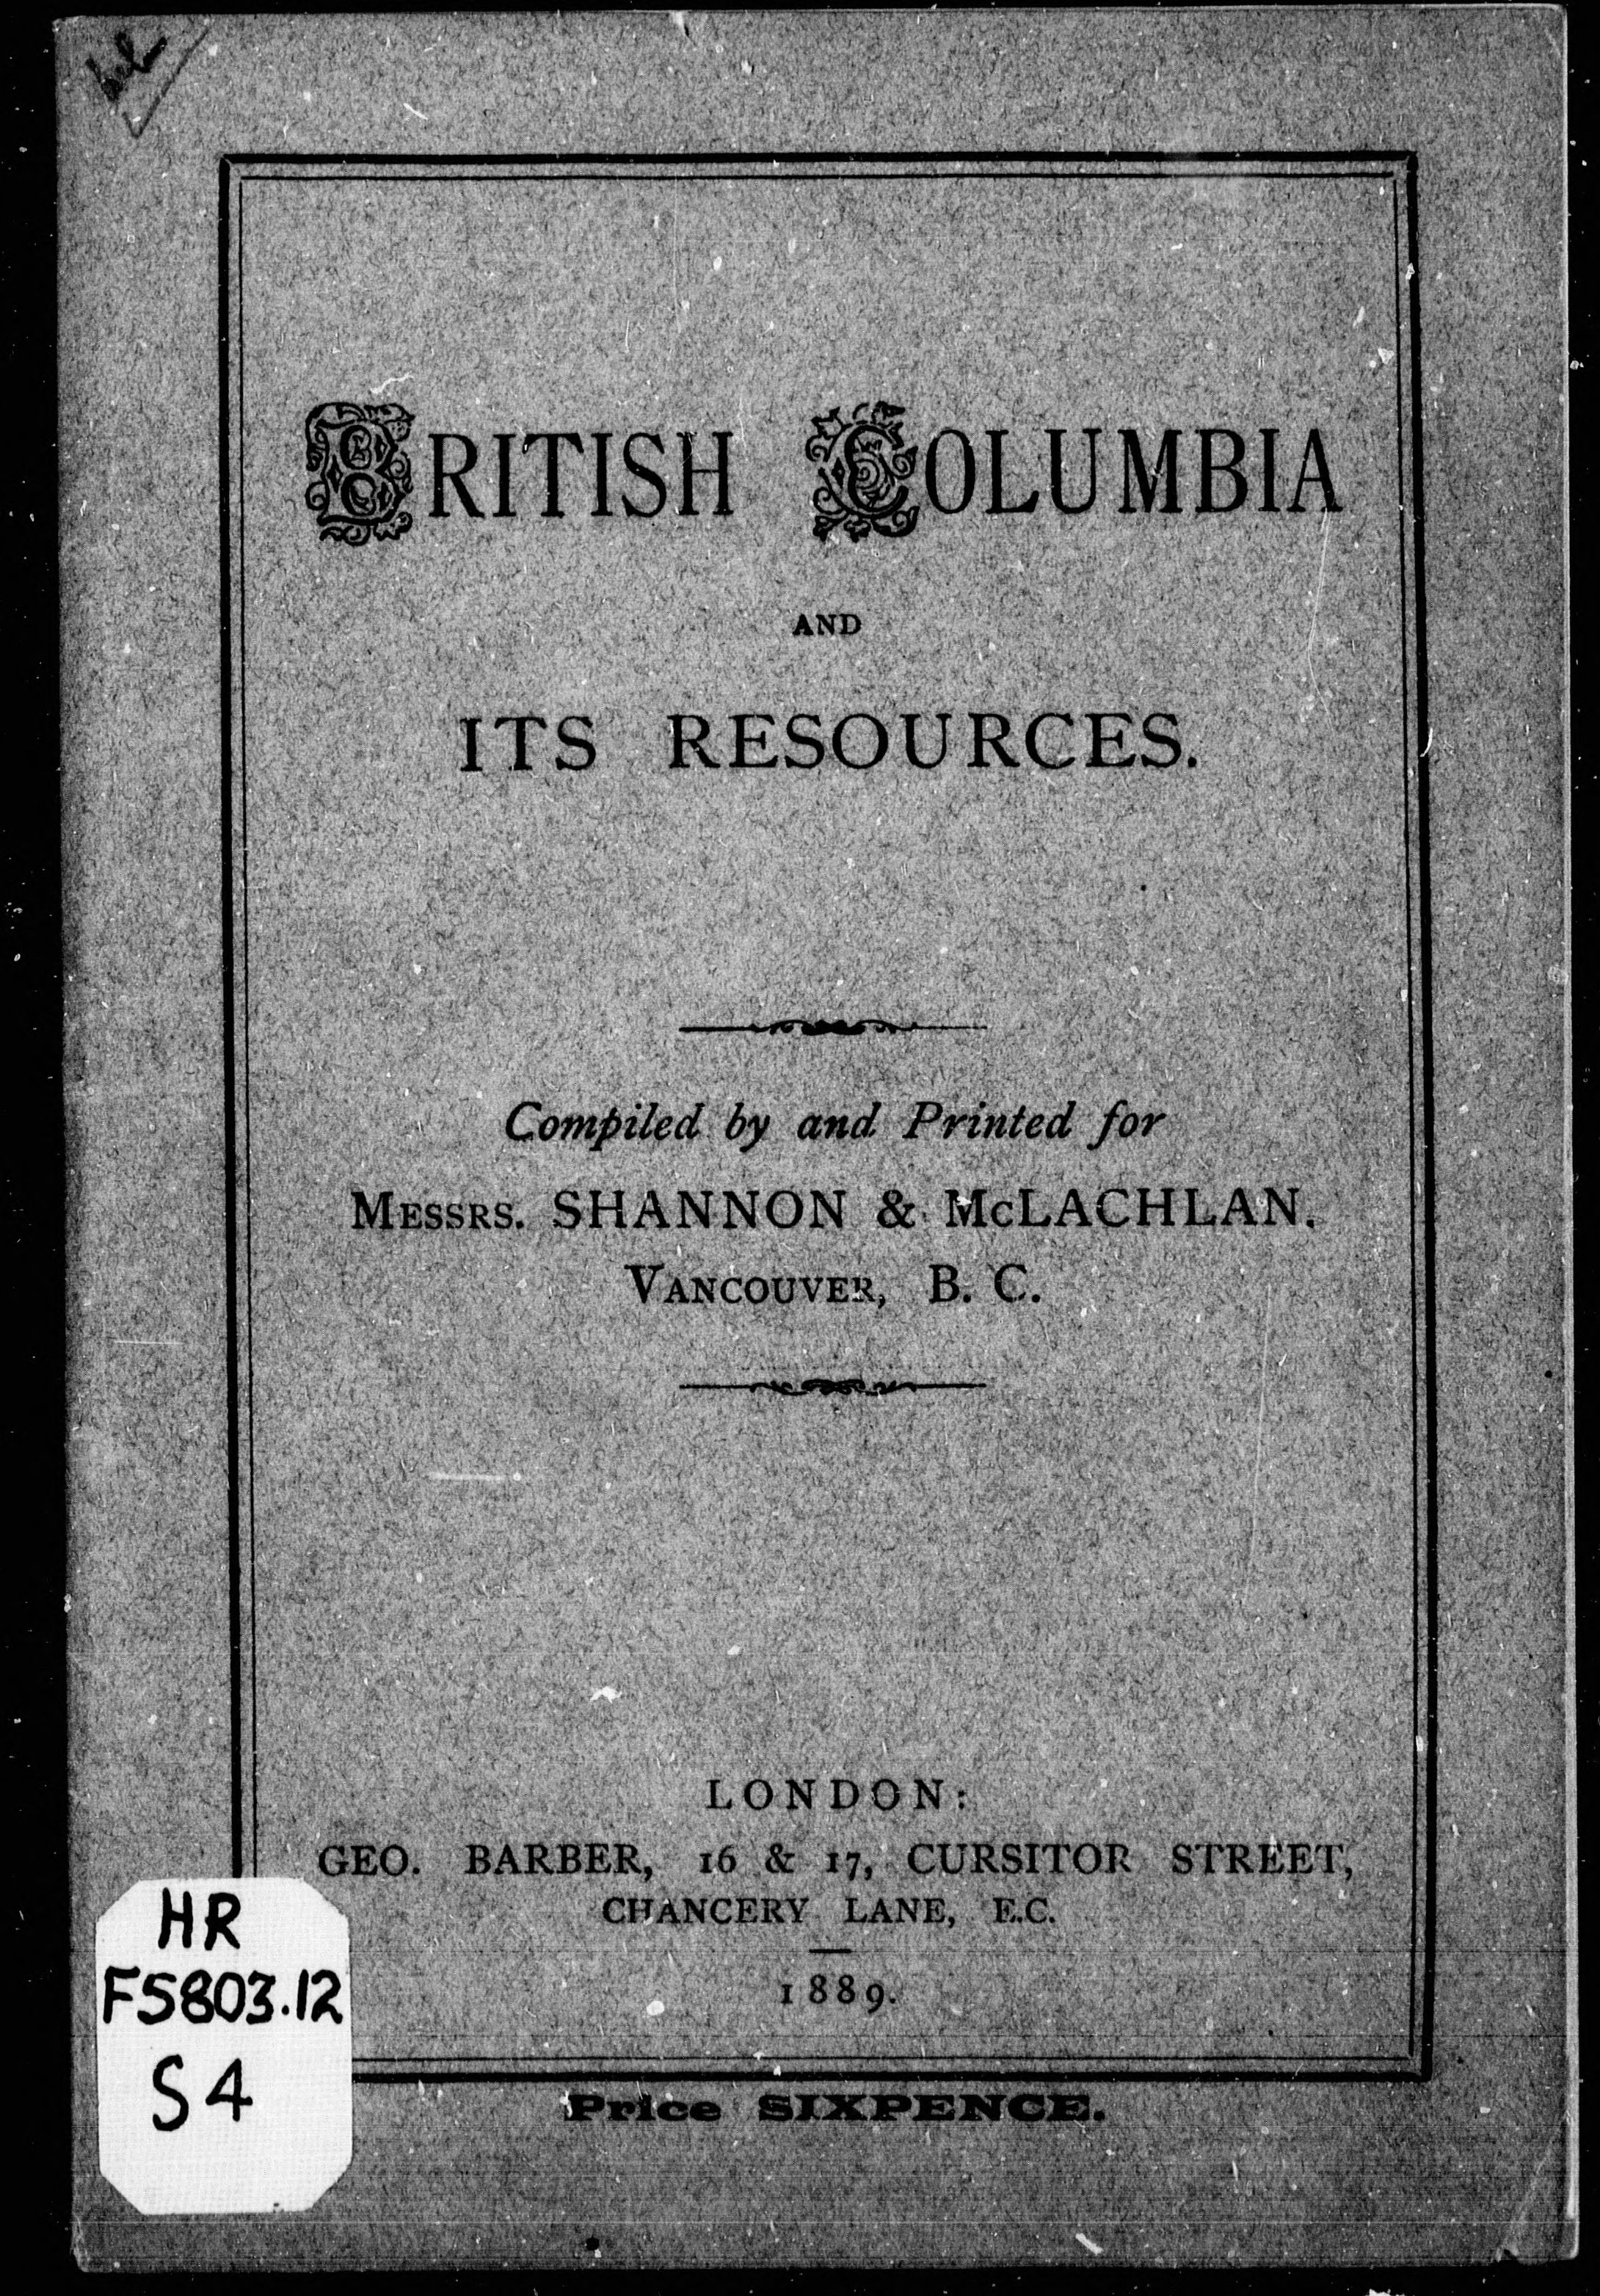 BRITISH COLUMBIA
AND
ITS RESOURCES.
Compiled by and Printed for
MESSRS. SHANNON & McLACHLAN.
VANCOUVER, B. C.
LONDON:
GEO. BARBER, 16 & 17, CURSITOR STREET,
CHANCERY LANE, E.C.
1889.
Price SIXPENCE.
HR
F5803.12
S4